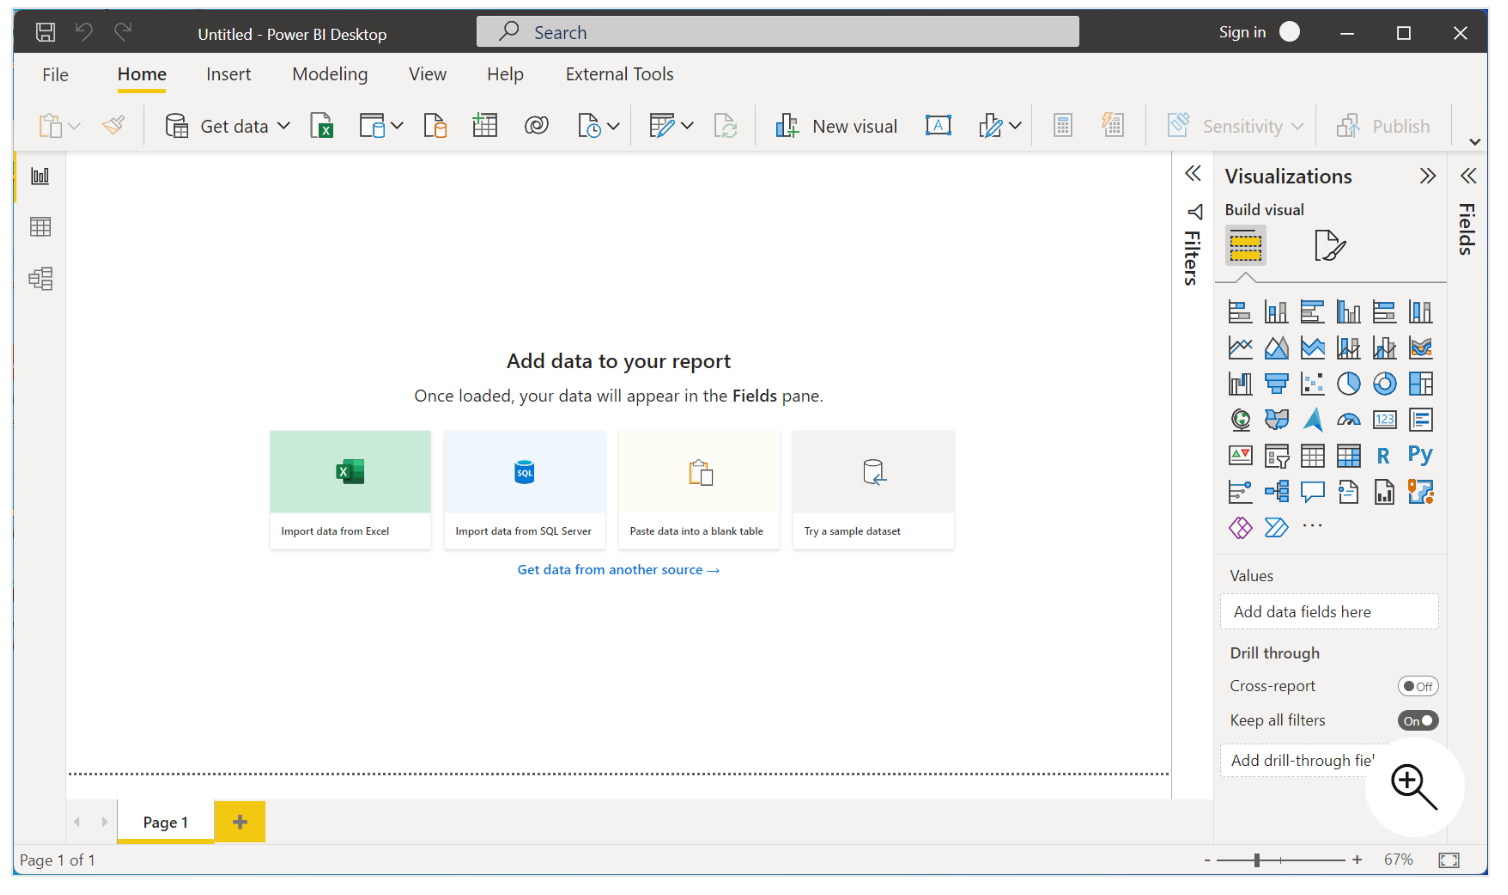 Untitled - Power BI Desktop
Search
Sign in
File Home Insert Modeling View Help External Tools
Get data New visual A Sensitivity Publish
Visualizations
Build visual
Filters
Fields
Add data to your report
Once loaded, your data will appear in the Fields pane.
X SQL
Import data from Excel Import data from SQL Server Paste data into a blank table Try a sample dataset
Get data from another source →
123
R Py
...
Values
Add data fields here
Drill through
Cross-report Off
Keep all filters On
Add drill-through
Page 1 +
Page 1 of 1
- + 67%